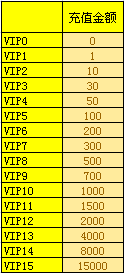 充值金额
VIP0 0
VIP1 1
VIP2 10
VIP3 30
VIP4 50
VIP5 100
VIP6 200
VIP7 300
VIP8 500
VIP9 700
VIP10 1000
VIP11 1500
VIP12 2000
VIP13 4000
VIP14 8000
VIP15 15000